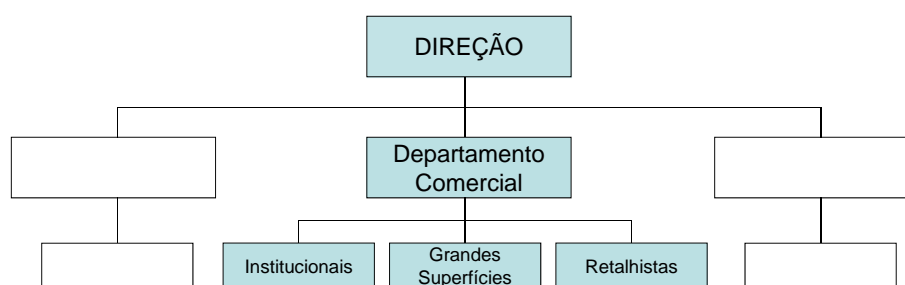 DIREÇÃO
Departamento
Comercial
Institucionais
Grandes
Superfícies
Retalhistas